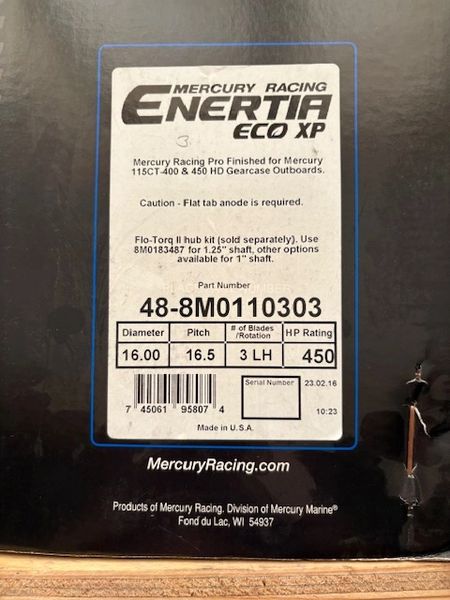 MERCURY RACING
ENERTIA
ECO XP
3
Mercury Racing Pro Finished for Mercury
115CT-400 & 450 HD Gearcase Outboards.
Caution - Flat tab anode is required.
Flo-Torq II hub kit (sold separately). Use
8M0183487 for 1.25" shaft, other options
available for 1" shaft.
Part Number
48-8M0110303
Diameter Pitch # of Blades /Rotation HP Rating
16.00 16.5 3 LH 450
Serial Number 23.02.16
7 45061 95807 4 10:23
Made in U.S.A.
MercuryRacing.com
Products of Mercury Racing. Division of Mercury Marine®
Fond du Lac, WI 54937